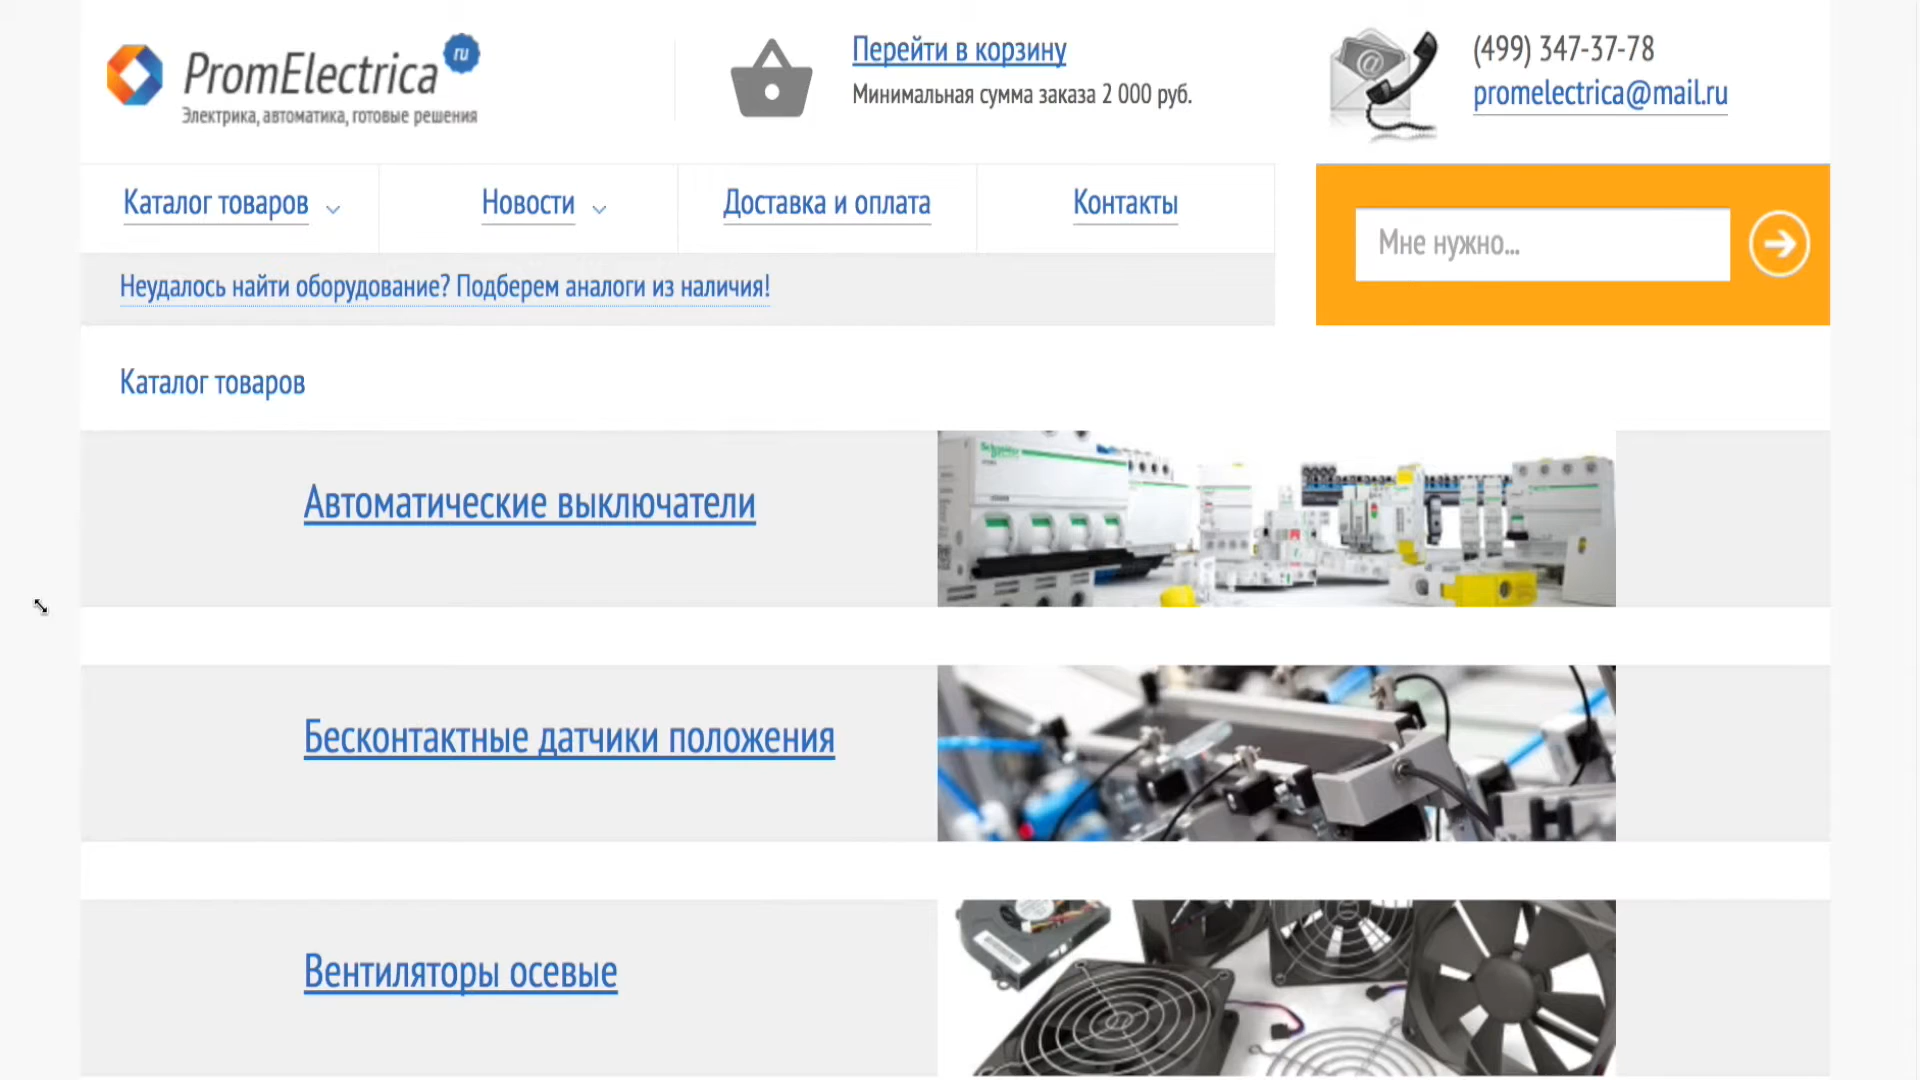 PromElectrica ru
Электрика, автоматика, готовые решения
Перейти в корзину
Минимальная сумма заказа 2 000 руб.
(499) 347-37-78
promelectrica@mail.ru
Каталог товаров
Новости
Доставка и оплата
Контакты
Мне нужно...
Неудалось найти оборудование? Подберем аналоги из наличия!
Каталог товаров
Автоматические выключатели
Schneider
Бесконтактные датчики положения
Вентиляторы осевые